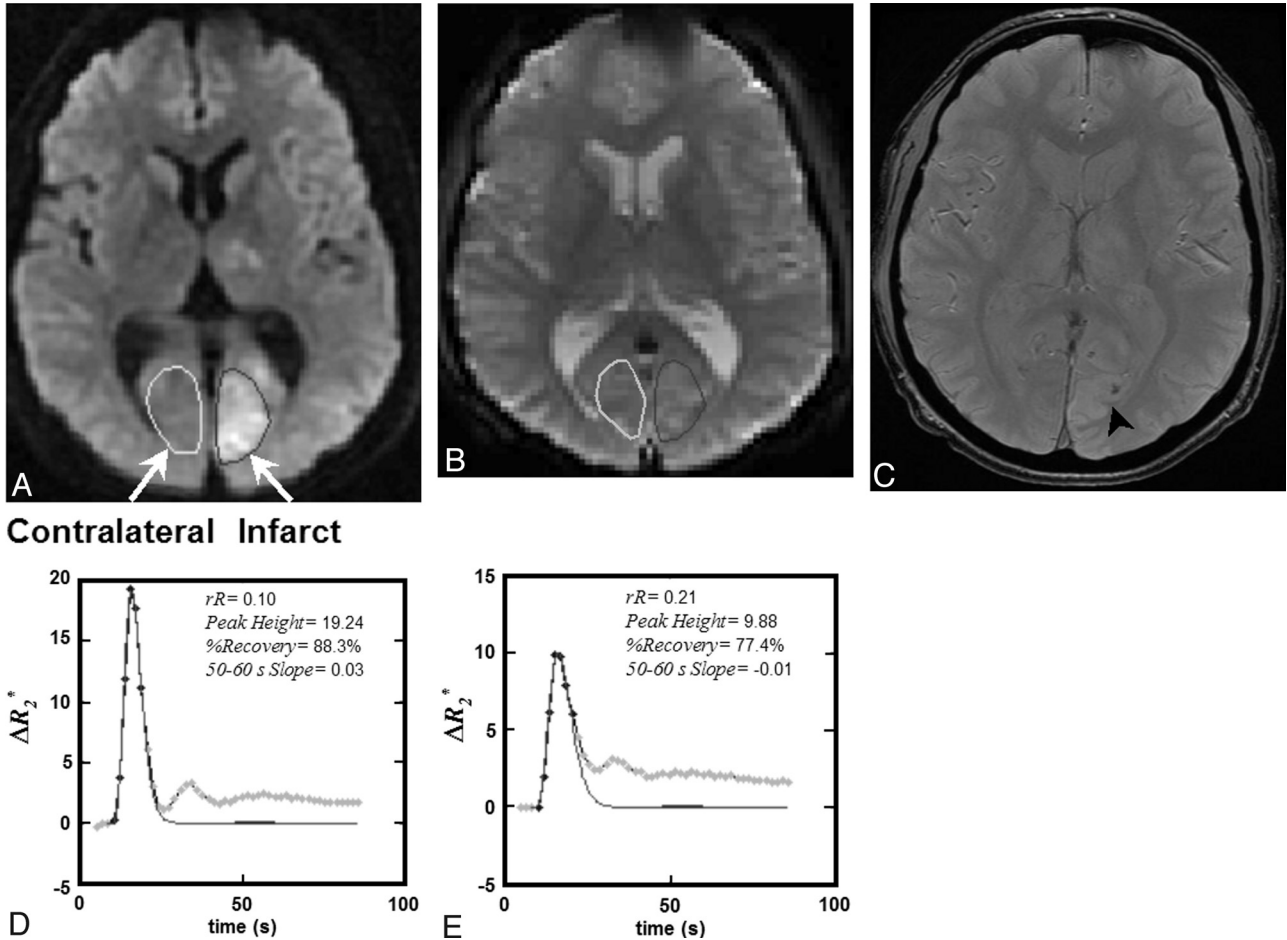 A
B
C
Contralateral Infarct
20
15
10
5
0
-5
0
50
100
rR= 0.10
Peak Height= 19.24
%Recovery= 88.3%
50-60 s Slope= 0.03
ΔR2*
time (s)
D
15
10
5
0
-5
0
50
100
rR= 0.21
Peak Height= 9.88
%Recovery= 77.4%
50-60 s Slope= -0.01
ΔR2*
time (s)
E